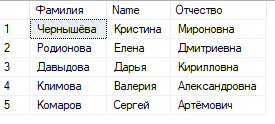 Фамилия Name Отчество
1 Чернышёва Кристина Мироновна
2 Родионова Елена Дмитриевна
3 Давыдова Дарья Кирилловна
4 Климова Валерия Александровна
5 Комаров Сергей Артёмович